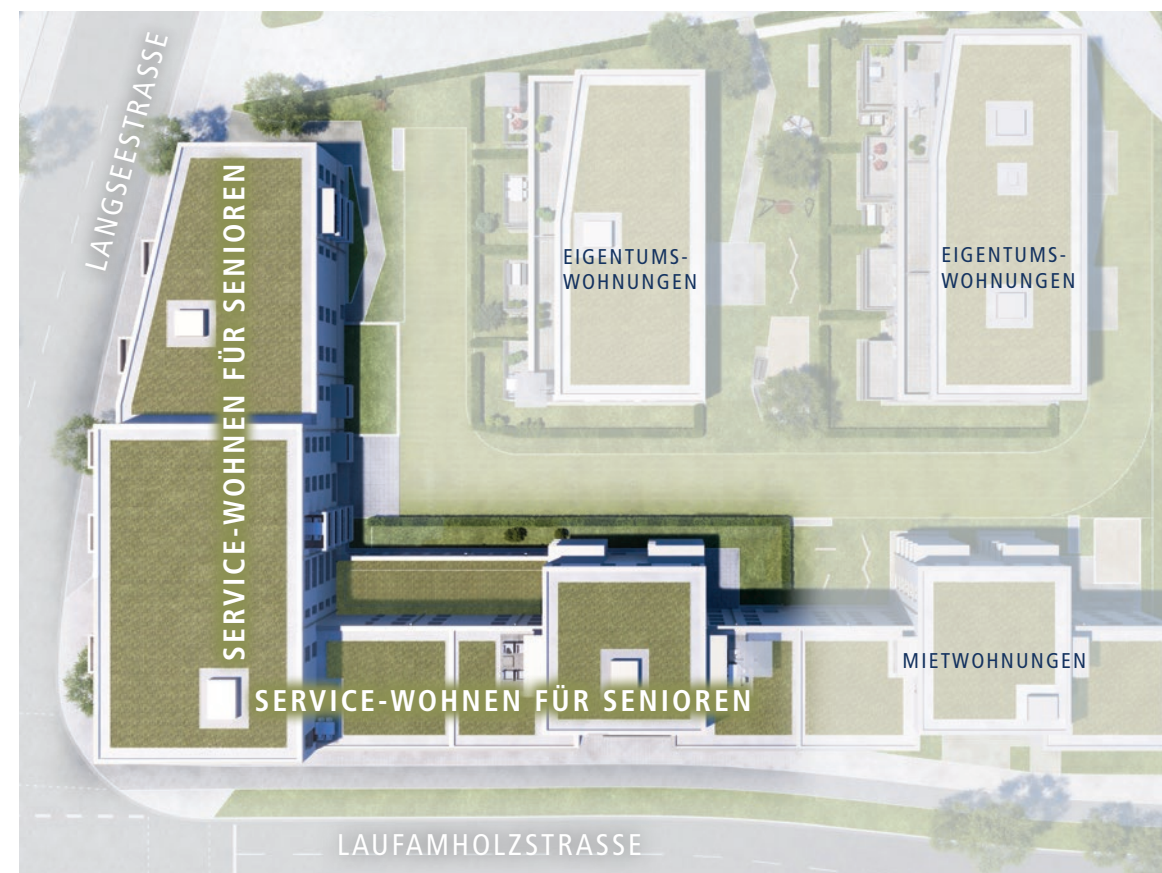 LANGSEESTRASSE
SERVICE-WOHNEN FÜR SENIOREN
EIGENTUMS-
WOHNUNGEN
EIGENTUMS-
WOHNUNGEN
MIETWOHNUNGEN
SERVICE-WOHNEN FÜR SENIOREN
LAUFAMHOLZSTRASSE